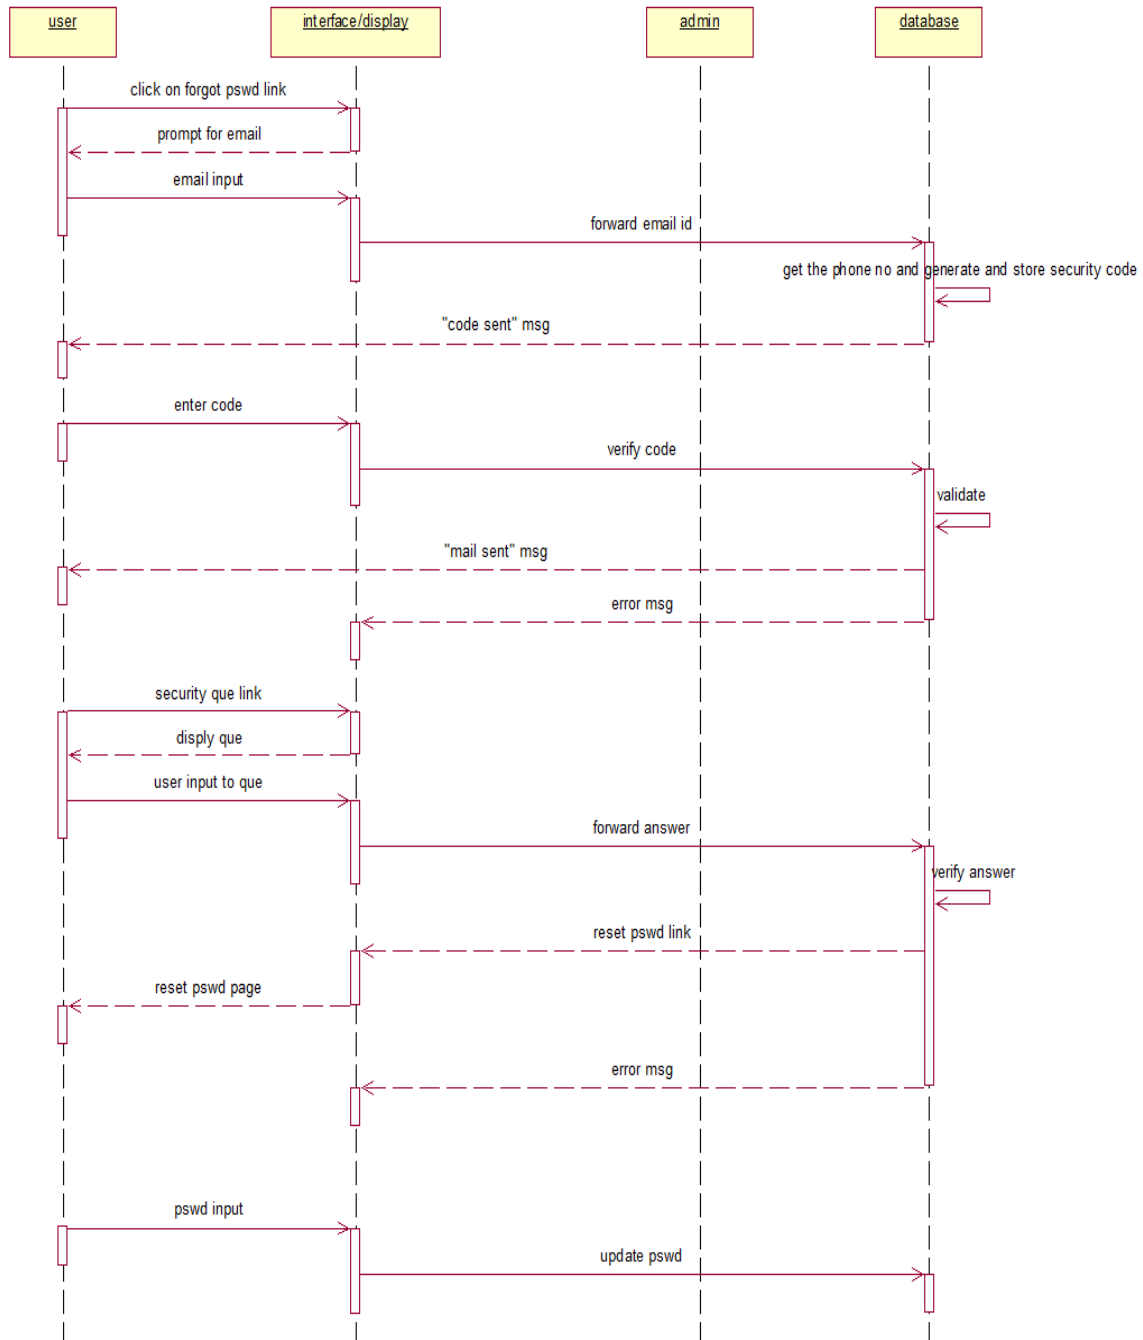 user
interface/display
admin
database
click on forgot pswd link
prompt for email
email input
forward email id
get the phone no and generate and store security code
"code sent" msg
enter code
verify code
validate
"mail sent" msg
error msg
security que link
disply que
user input to que
forward answer
verify answer
reset pswd link
reset pswd page
error msg
pswd input
update pswd